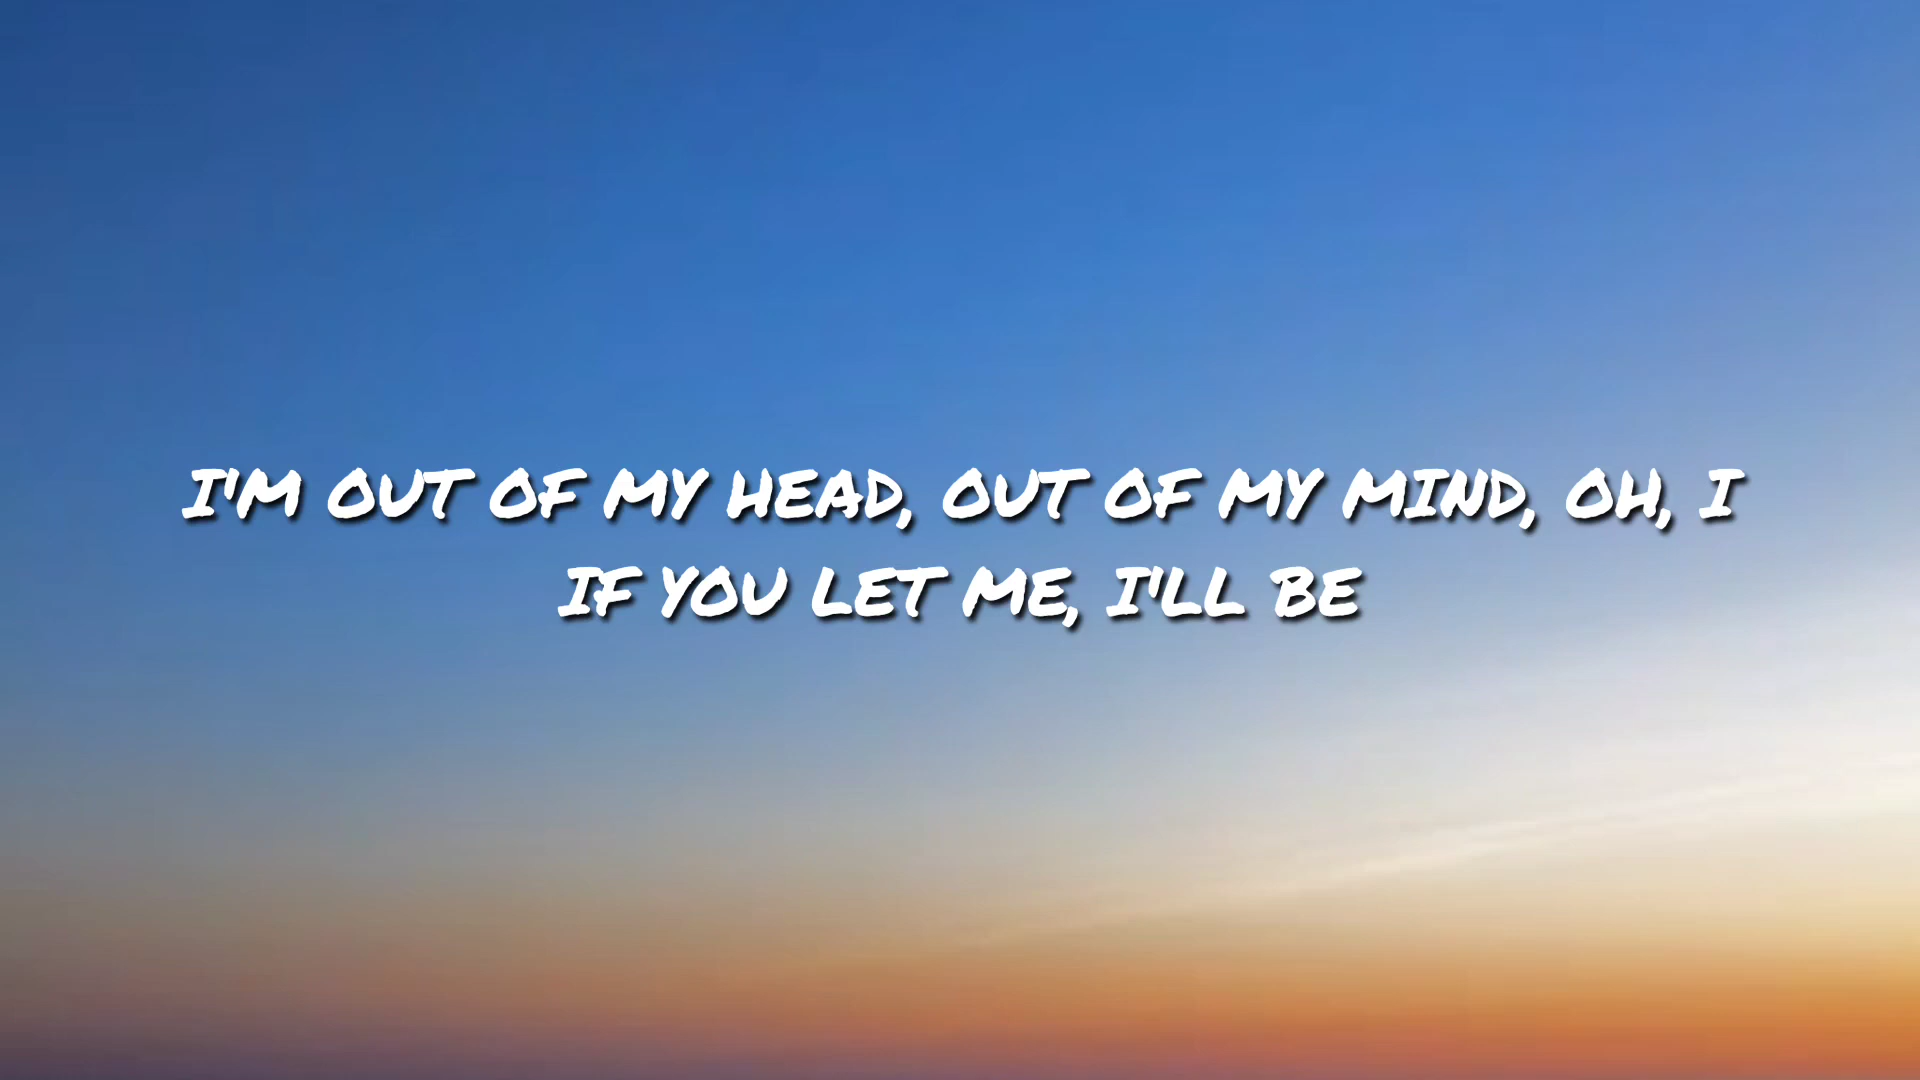 I'M OUT OF MY HEAD, OUT OF MY MIND, OH, I
IF YOU LET ME, I'LL BE